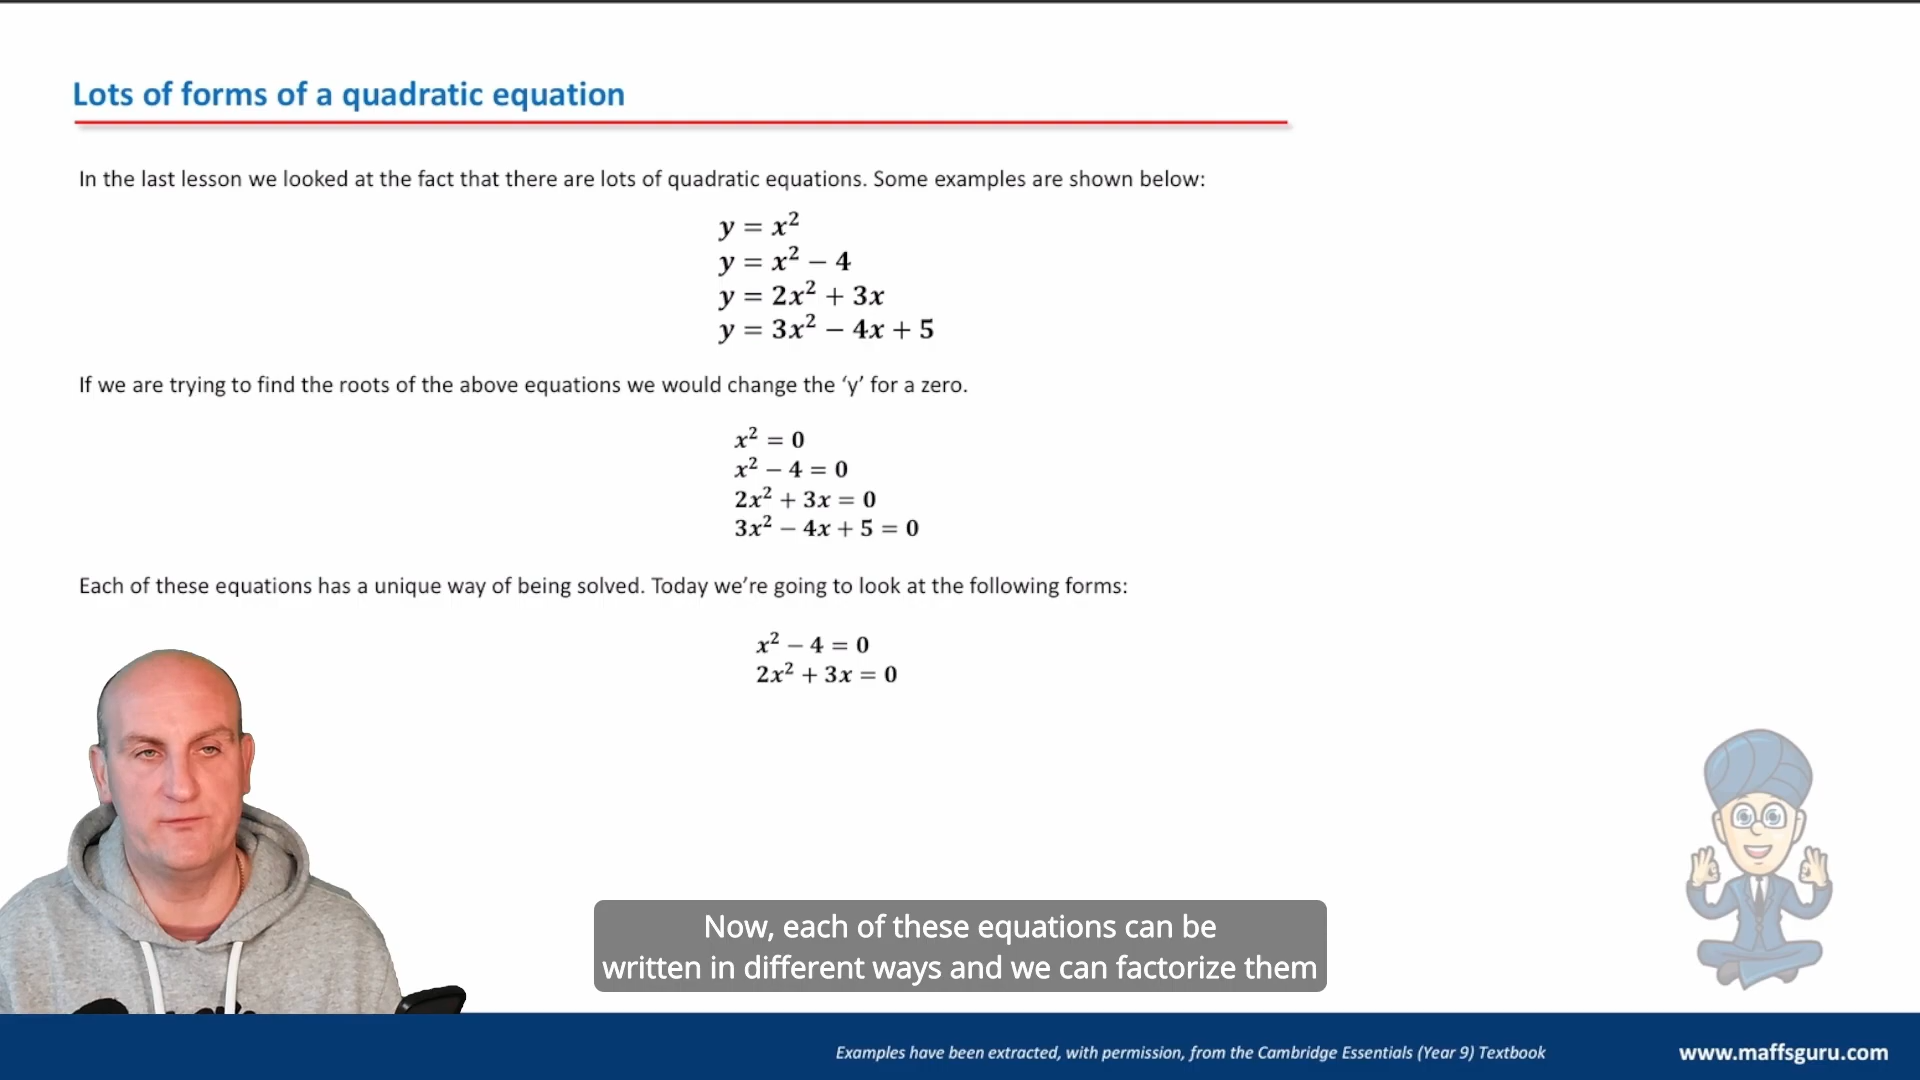 Lots of forms of a quadratic equation
In the last lesson we looked at the fact that there are lots of quadratic equations. Some examples are shown below:
y = x²
y = x² − 4
y = 2x² + 3x
y = 3x² − 4x + 5
If we are trying to find the roots of the above equations we would change the ‘y’ for a zero.
x² = 0
x² − 4 = 0
2x² + 3x = 0
3x² − 4x + 5 = 0
Each of these equations has a unique way of being solved. Today we’re going to look at the following forms:
x² − 4 = 0
2x² + 3x = 0
Now, each of these equations can be
written in different ways and we can factorize them
Examples have been extracted, with permission, from the Cambridge Essentials (Year 9) Textbook
www.maffsguru.com